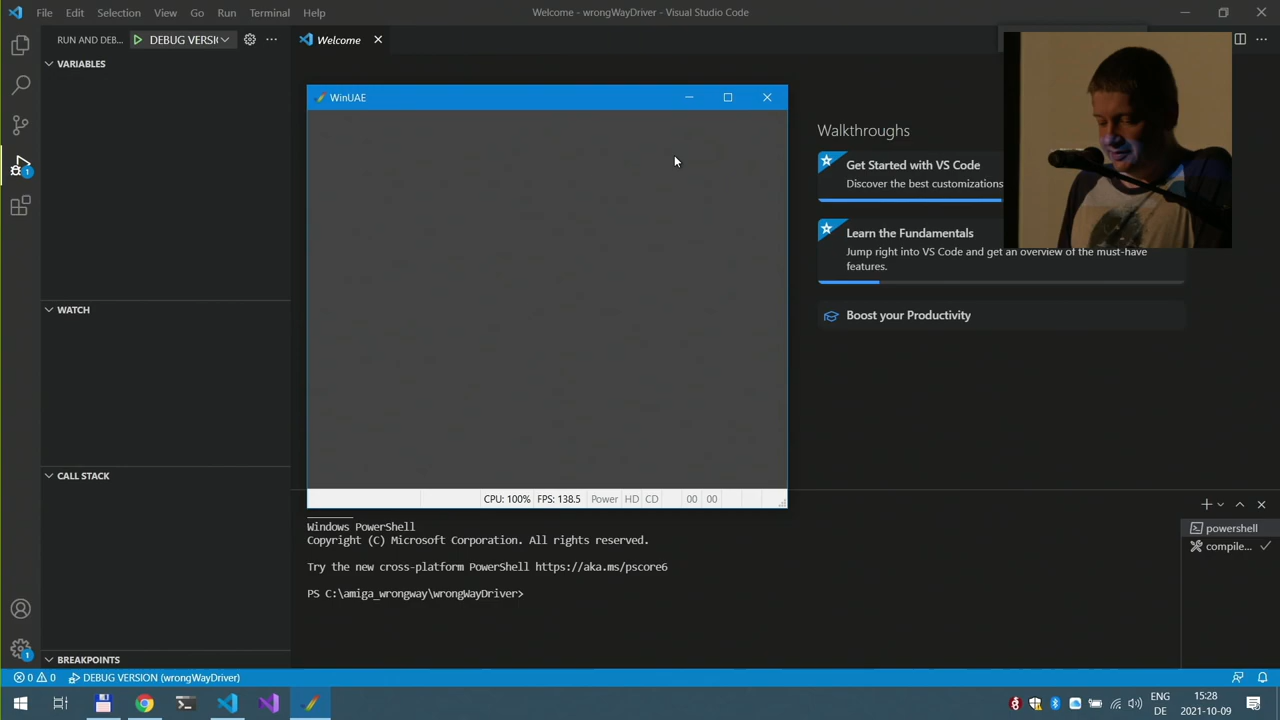 File Edit Selection View Go Run Terminal Help
Welcome - wrongWayDriver - Visual Studio Code
RUN AND DEB... DEBUG VERSI
Welcome
VARIABLES
WinUAE
Walkthroughs
Get Started with VS Code
Discover the best customizations
Learn the Fundamentals
Jump right into VS Code and get an overview of the must-have
features.
Boost your Productivity
WATCH
CALL STACK
CPU: 100% FPS: 138.5 Power HD CD 00 00
Windows PowerShell
Copyright (C) Microsoft Corporation. All rights reserved.
Try the new cross-platform PowerShell https://aka.ms/pscore6
PS C:\amiga_wrongway\wrongWayDriver>
powershell
compile...
BREAKPOINTS
1
1
0 0 DEBUG VERSION (wrongWayDriver)
ENG
DE
15:28
2021-10-09